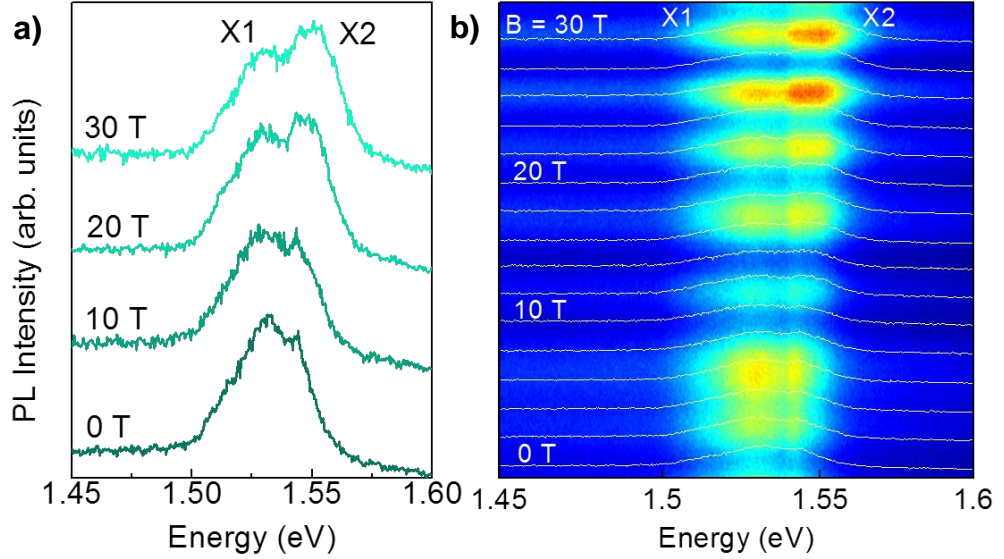 a)
X1
X2
30 T
20 T
10 T
0 T
PL Intensity (arb. units)
1.45 1.50 1.55 1.60
Energy (eV)
b)
B = 30 T
X1
X2
20 T
10 T
0 T
1.45 1.5 1.55 1.6
Energy (eV)